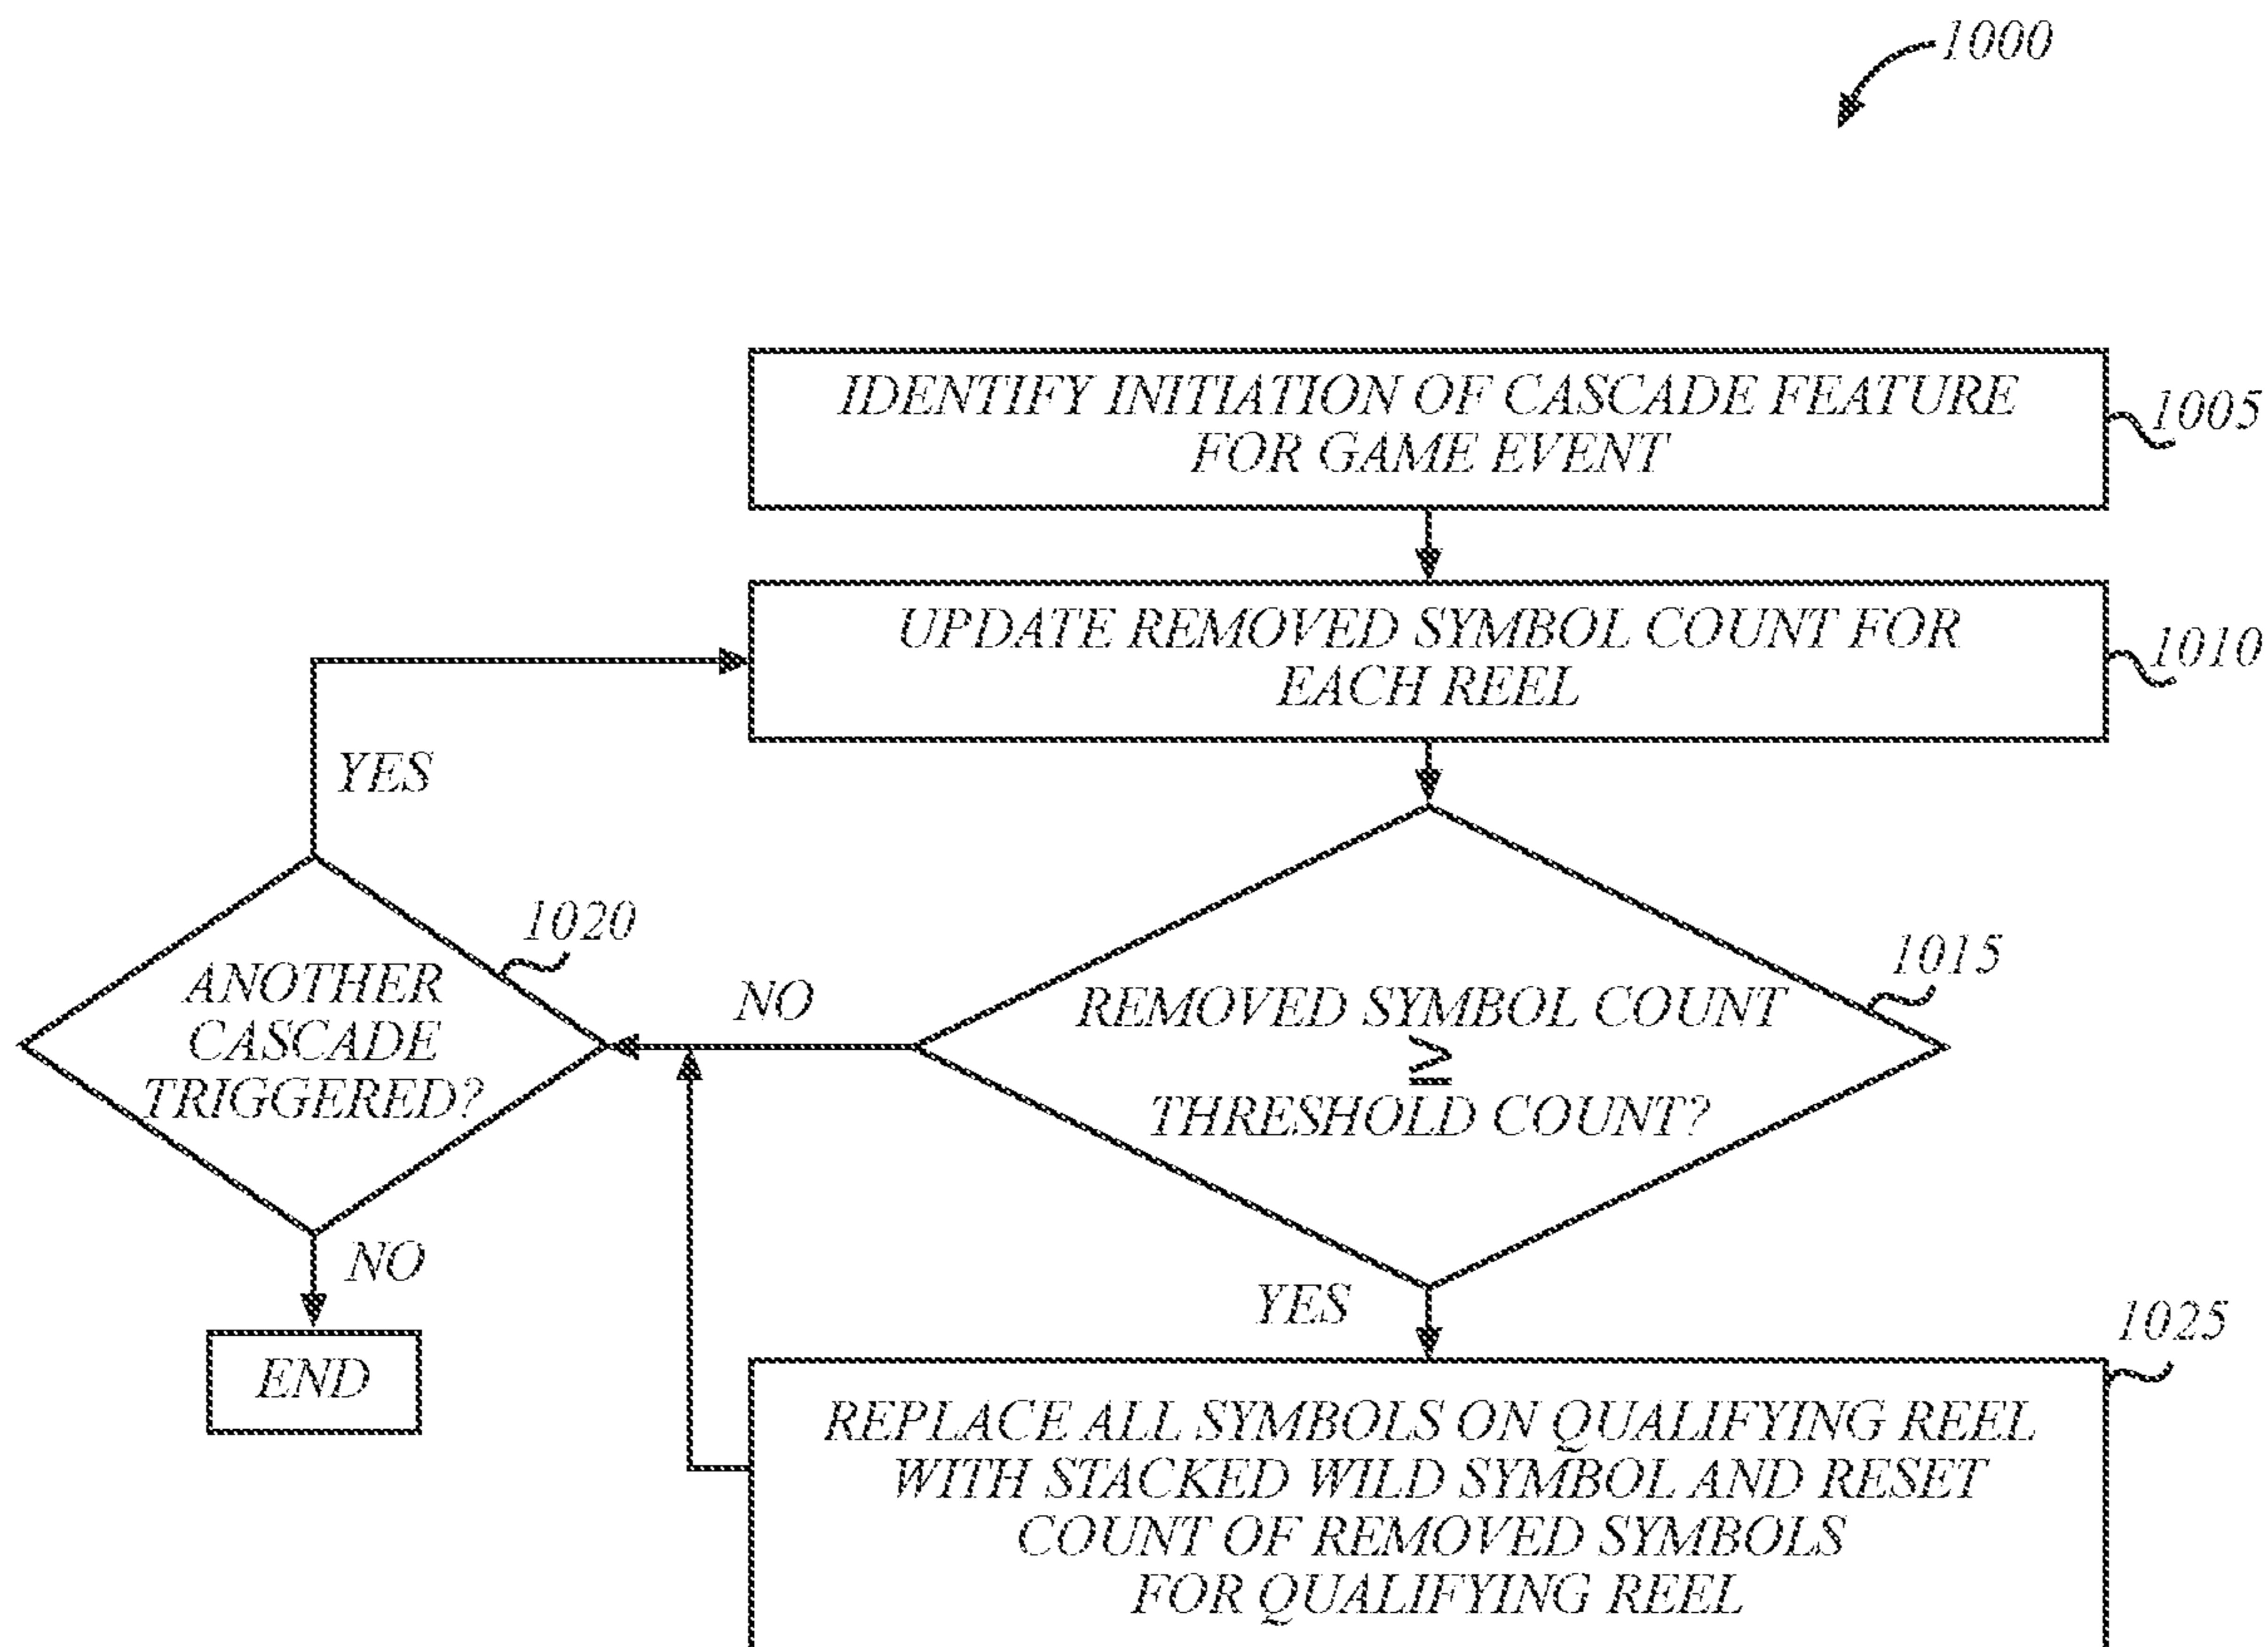 1000
IDENTIFY INITIATION OF CASCADE FEATURE
FOR GAME EVENT
1005
UPDATE REMOVED SYMBOL COUNT FOR
EACH REEL
1010
YES
1020
ANOTHER
CASCADE
TRIGGERED?
NO
1015
REMOVED SYMBOL COUNT
≥
THRESHOLD COUNT?
NO
END
YES
1025
REPLACE ALL SYMBOLS ON QUALIFYING REEL
WITH STACKED WILD SYMBOL AND RESET
COUNT OF REMOVED SYMBOLS
FOR QUALIFYING REEL